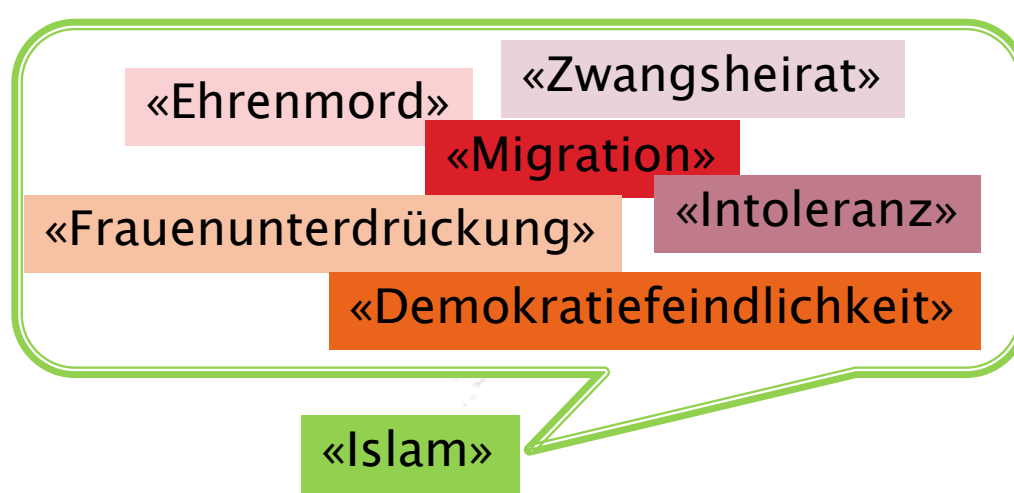 «Ehrenmord»
«Zwangsheirat»
«Migration»
«Frauenunterdrückung»
«Intoleranz»
«Demokratiefeindlichkeit»
«Islam»